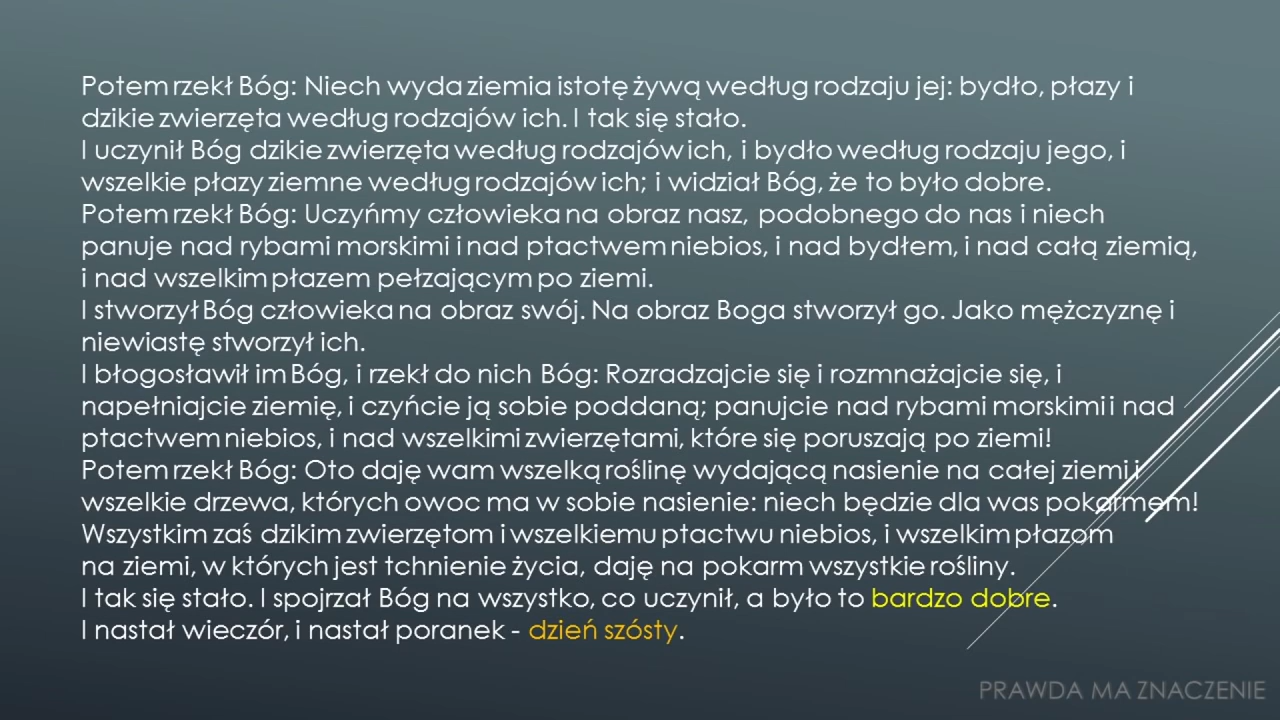 Potem rzekł Bóg: Niech wyda ziemia istotę żywą według rodzaju jej: bydło, płazy i
dzikie zwierzęta według rodzajów ich. I tak się stało.
I uczynił Bóg dzikie zwierzęta według rodzajów ich, i bydło według rodzaju jego, i
wszelkie płazy ziemne według rodzajów ich; i widział Bóg, że to było dobre.
Potem rzekł Bóg: Uczyńmy człowieka na obraz nasz, podobnego do nas i niech
panuje nad rybami morskimi i nad ptactwem niebios, i nad bydłem, i nad całą ziemią,
i nad wszelkim płazem pełzającym po ziemi.
I stworzył Bóg człowieka na obraz swój. Na obraz Boga stworzył go. Jako mężczyznę i
niewiastę stworzył ich.
I błogosławił im Bóg, i rzekł do nich Bóg: Rozradzajcie się i rozmnażajcie się, i
napełniajcie ziemię, i czyńcie ją sobie poddaną; panujcie nad rybami morskimi i nad
ptactwem niebios, i nad wszelkimi zwierzętami, które się poruszają po ziemi!
Potem rzekł Bóg: Oto daję wam wszelką roślinę wydającą nasienie na całej ziemi i
wszelkie drzewa, których owoc ma w sobie nasienie: niech będzie dla was pokarmem!
Wszystkim zaś dzikim zwierzętom i wszelkiemu ptactwu niebios, i wszelkim płazom
na ziemi, w których jest tchnienie życia, daję na pokarm wszystkie rośliny.
I tak się stało. I spojrzał Bóg na wszystko, co uczynił, a było to bardzo dobre.
I nastał wieczór, i nastał poranek - dzień szósty.
PRAWDA MA ZNACZENIE